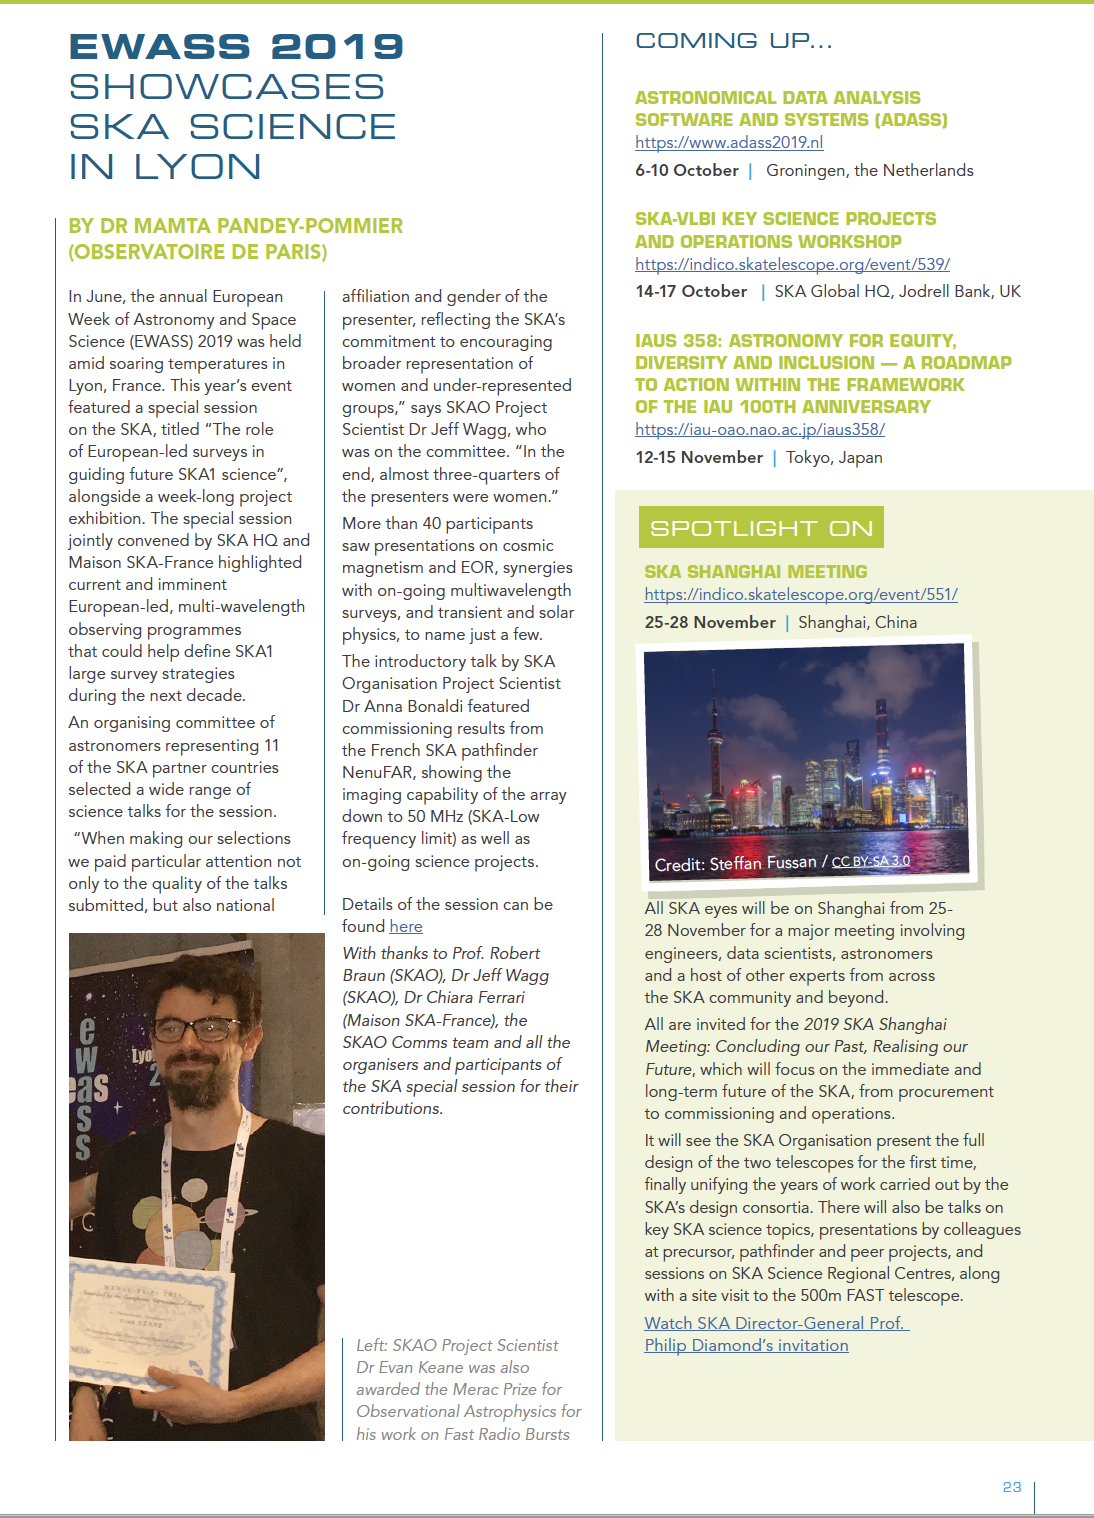 EWASS 2019
SHOWCASES
SKA SCIENCE
IN LYON
BY DR MAMTA PANDEY-POMMIER
(OBSERVATOIRE DE PARIS)
In June, the annual European
Week of Astronomy and Space
Science (EWASS) 2019 was held
amid soaring temperatures in
Lyon, France. This year’s event
featured a special session
on the SKA, titled “The role
of European-led surveys in
guiding future SKA1 science”,
alongside a week-long project
exhibition. The special session
jointly convened by SKA HQ and
Maison SKA-France highlighted
current and imminent
European-led, multi-wavelength
observing programmes
that could help define SKA1
large survey strategies
during the next decade.
An organising committee of
astronomers representing 11
of the SKA partner countries
selected a wide range of
science talks for the session.
“When making our selections
we paid particular attention not
only to the quality of the talks
submitted, but also national
affiliation and gender of the
presenter, reflecting the SKA’s
commitment to encouraging
broader representation of
women and under-represented
groups,” says SKAO Project
Scientist Dr Jeff Wagg, who
was on the committee. “In the
end, almost three-quarters of
the presenters were women.”
More than 40 participants
saw presentations on cosmic
magnetism and EOR, synergies
with on-going multiwavelength
surveys, and transient and solar
physics, to name just a few.
The introductory talk by SKA
Organisation Project Scientist
Dr Anna Bonaldi featured
commissioning results from
the French SKA pathfinder
NenuFAR, showing the
imaging capability of the array
down to 50 MHz (SKA-Low
frequency limit) as well as
on-going science projects.
Details of the session can be
found here
With thanks to Prof. Robert
Braun (SKAO), Dr Jeff Wagg
(SKAO), Dr Chiara Ferrari
(Maison SKA-France), the
SKAO Comms team and all the
organisers and participants of
the SKA special session for their
contributions.
ewass
Lyo
2
as
KEANE
Left: SKAO Project Scientist
Dr Evan Keane was also
awarded the Merac Prize for
Observational Astrophysics for
his work on Fast Radio Bursts
COMING UP...
ASTRONOMICAL DATA ANALYSIS
SOFTWARE AND SYSTEMS (ADASS)
https://www.adass2019.nl
6-10 October | Groningen, the Netherlands
SKA-VLBI KEY SCIENCE PROJECTS
AND OPERATIONS WORKSHOP
https://indico.skatelescope.org/event/539/
14-17 October | SKA Global HQ, Jodrell Bank, UK
IAUS 358: ASTRONOMY FOR EQUITY,
DIVERSITY AND INCLUSION — A ROADMAP
TO ACTION WITHIN THE FRAMEWORK
OF THE IAU 100TH ANNIVERSARY
https://iau-oao.nao.ac.jp/iaus358/
12-15 November | Tokyo, Japan
SPOTLIGHT ON
SKA SHANGHAI MEETING
https://indico.skatelescope.org/event/551/
25-28 November | Shanghai, China
Credit: Steffan Fussan / CC BY-SA 3.0
All SKA eyes will be on Shanghai from 25-
28 November for a major meeting involving
engineers, data scientists, astronomers
and a host of other experts from across
the SKA community and beyond.
All are invited for the 2019 SKA Shanghai
Meeting: Concluding our Past, Realising our
Future, which will focus on the immediate and
long-term future of the SKA, from procurement
to commissioning and operations.
It will see the SKA Organisation present the full
design of the two telescopes for the first time,
finally unifying the years of work carried out by the
SKA’s design consortia. There will also be talks on
key SKA science topics, presentations by colleagues
at precursor, pathfinder and peer projects, and
sessions on SKA Science Regional Centres, along
with a site visit to the 500m FAST telescope.
Watch SKA Director-General Prof.
Philip Diamond’s invitation
23